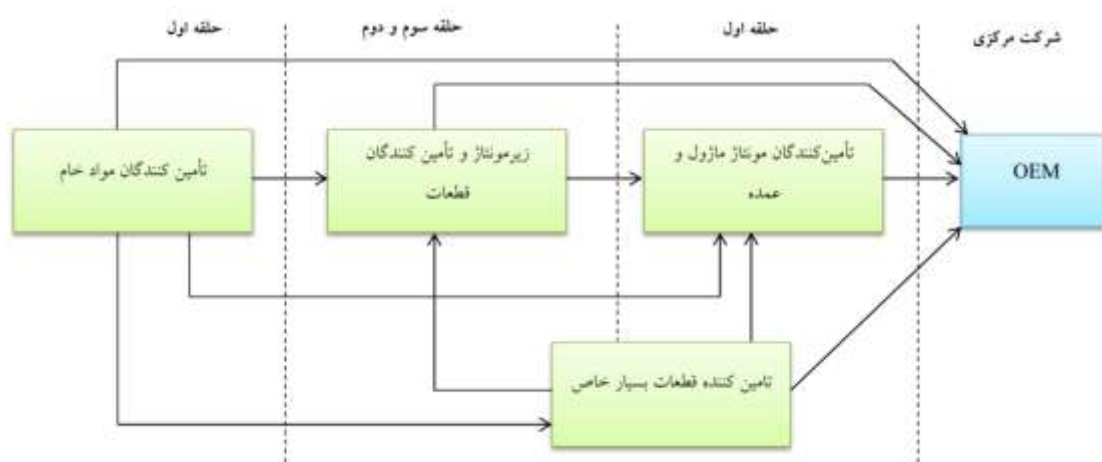 شرکت مرکزی
حلقه اول
حلقه سوم و دوم
حلقه اول
OEM
تأمین‌کنندگان مونتاژ ماژول و
عمده
زیرمونتاژ و تأمین کنندگان
قطعات
تأمین کنندگان مواد خام
تامین کننده قطعات بسیار خاص